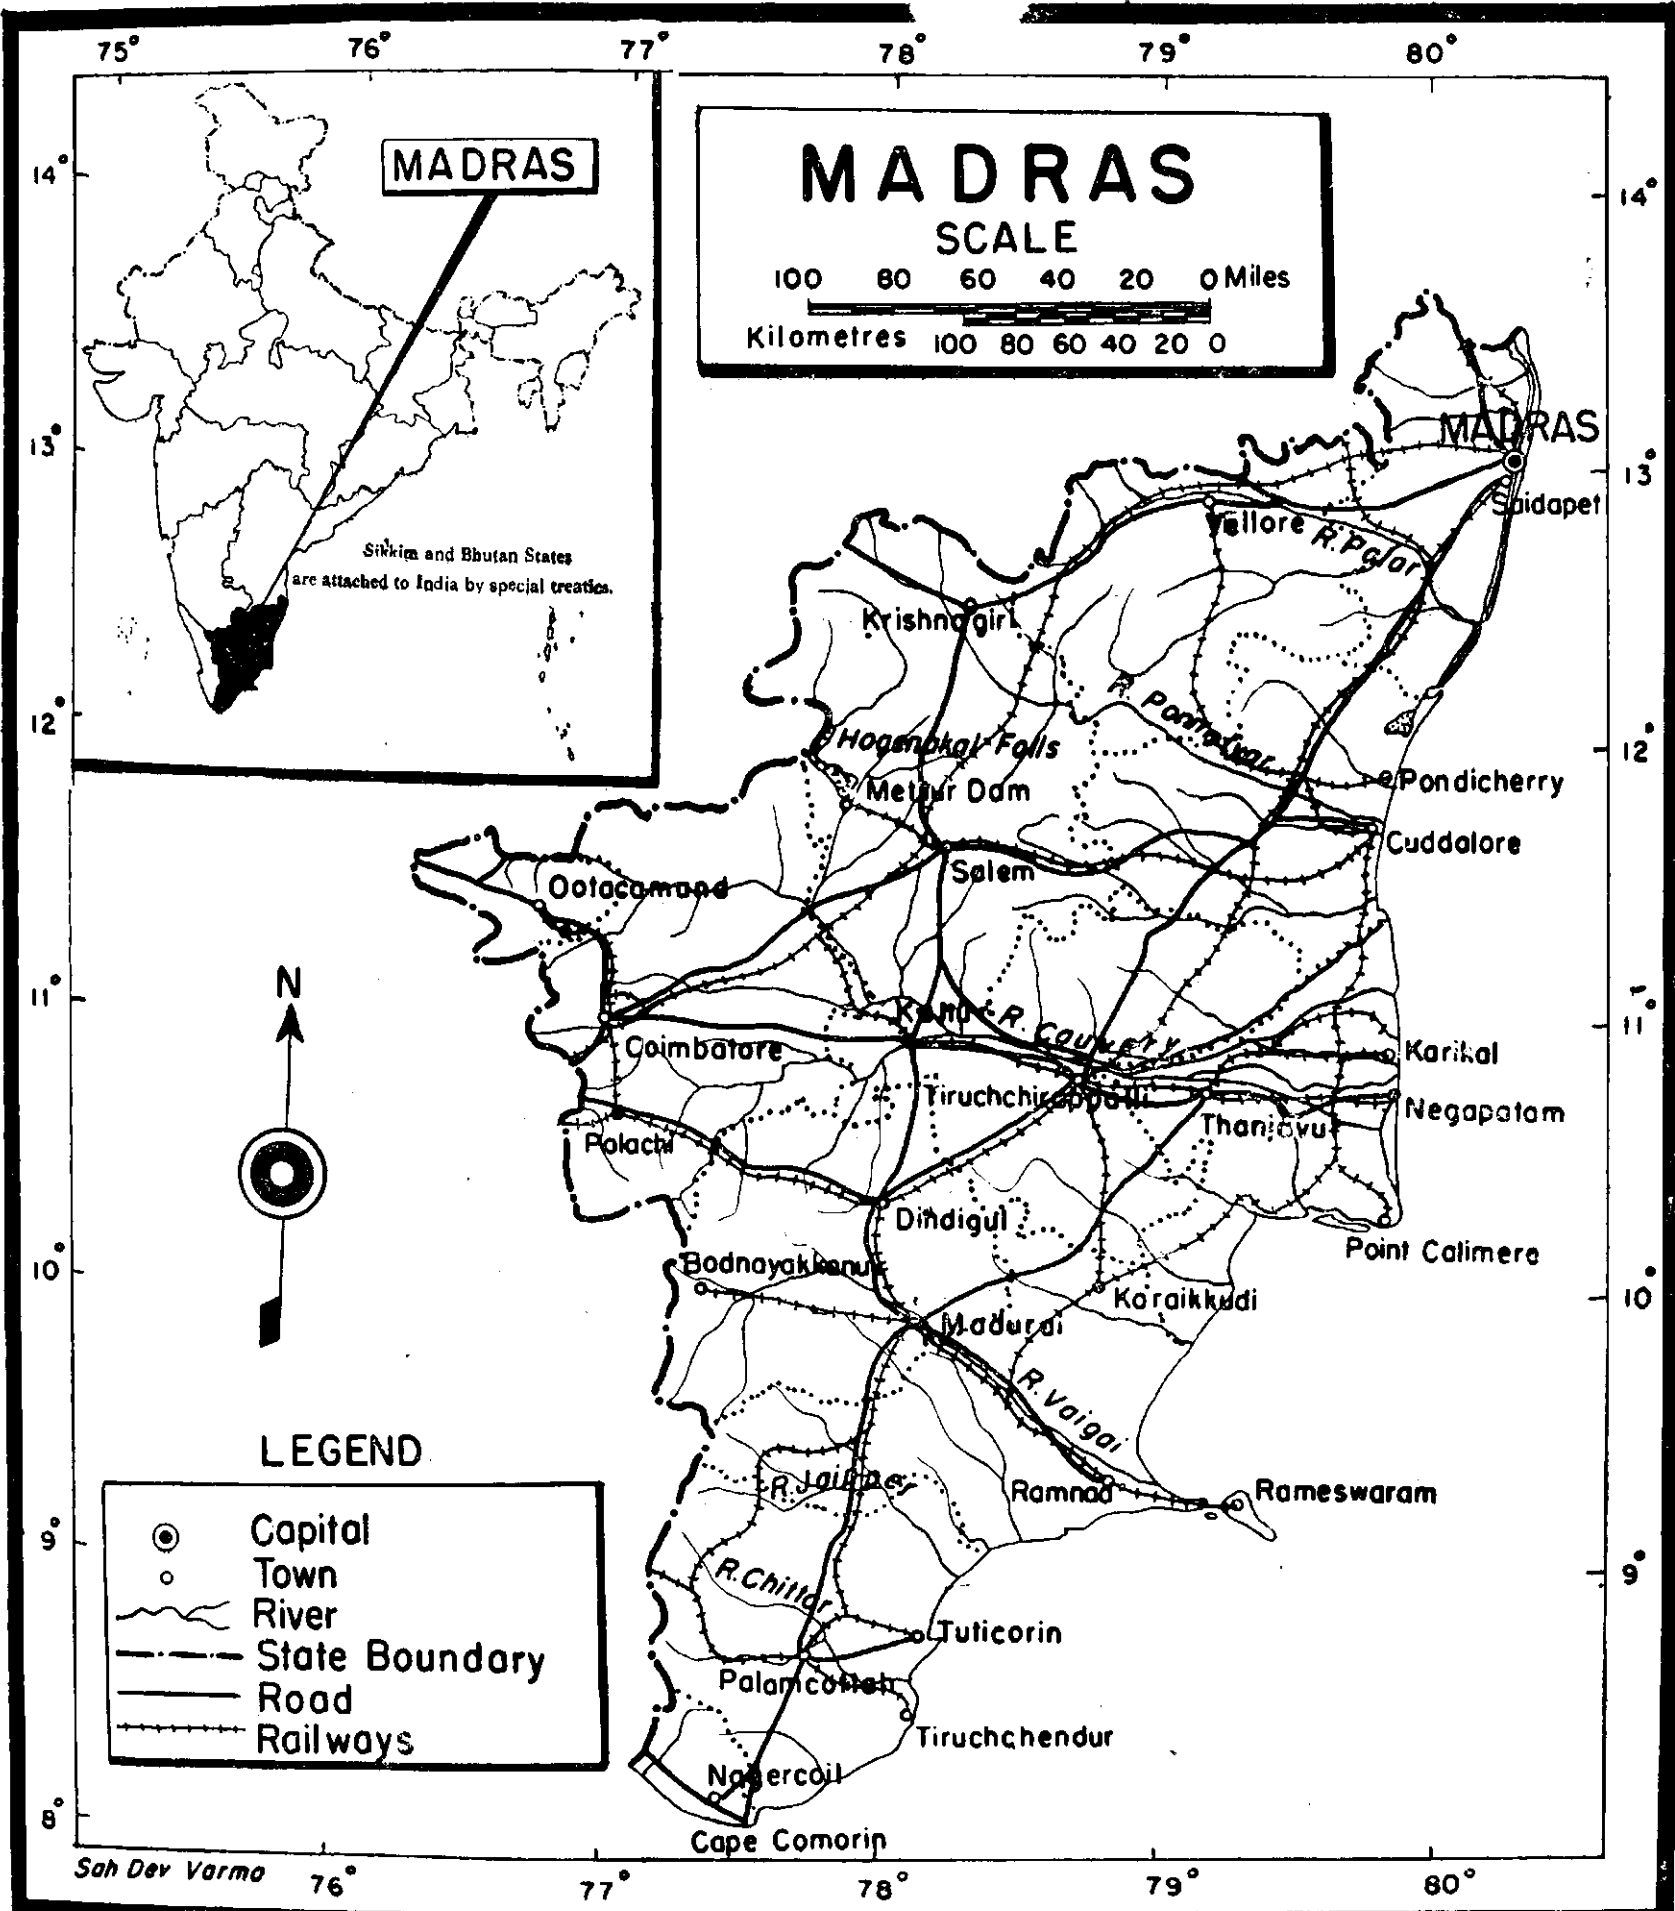 75° 76° 77° 78° 79° 80°
14°
13°
12°
11°
10°
9°
8°
MADRAS
Sikkim and Bhutan States
are attached to India by special treaties.
MADRAS
SCALE
100 80 60 40 20 0 Miles
Kilometres 100 80 60 40 20 0
14°
13°
12°
11°
10°
9°
MADRAS
Saidapet
Vellore
R. Palar
Krishnagiri
R. Ponnaiyar
Hogenakal Falls
Mettur Dam
Pondicherry
Cuddalore
Salem
Ootacamand
N
R. Cauvery
Karikal
Coimbatore
Tiruchchirappalli
Negapatam
Thanjavu
Polachi
Dindigul
Point Calimere
Bodnayakkanur
Karaikkudi
Madurai
R. Vaigai
Ramnad
Rameswaram
R. Chittar
Tuticorin
Palamcottah
Tiruchchendur
Nagercoil
Cape Comorin
LEGEND
Capital
Town
River
State Boundary
Road
Railways
Sah Dev Varma
76° 77° 78° 79° 80°